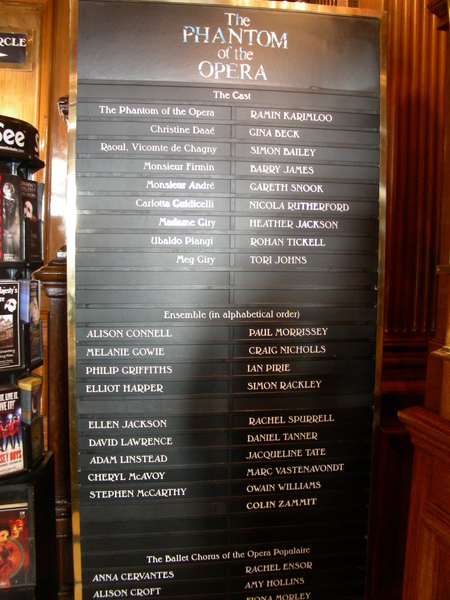 The
PHANTOM
of the
OPERA
The Cast
The Phantom of the Opera RAMIN KARIMLOO
Christine Daaé GINA BECK
Raoul, Vicomte de Chagny SIMON BAILEY
Monsieur Firmin BARRY JAMES
Monsieur André GARETH SNOOK
Carlotta Guidicelli NICOLA RUTHERFORD
Madame Giry HEATHER JACKSON
Ubaldo Piangi ROHAN TICKELL
Meg Giry TORI JOHNS
Ensemble (in alphabetical order)
ALISON CONNELL PAUL MORRISSEY
MELANIE GOWIE CRAIG NICHOLLS
PHILIP GRIFFITHS IAN PIRIE
ELLIOT HARPER SIMON RACKLEY
ELLEN JACKSON RACHEL SPURRELL
DAVID LAWRENCE DANIEL TANNER
ADAM LINSTEAD JACQUELINE TATE
CHERYL McAVOY MARC VASTENAVONDT
STEPHEN McCARTHY OWAIN WILLIAMS
COLIN ZAMMIT
The Ballet Chorus of the Opera Populaire
ANNA CERVANTES RACHEL ENSOR
ALISON CROFT AMY HOLLINS
FIONA MORLEY
RCLE
See